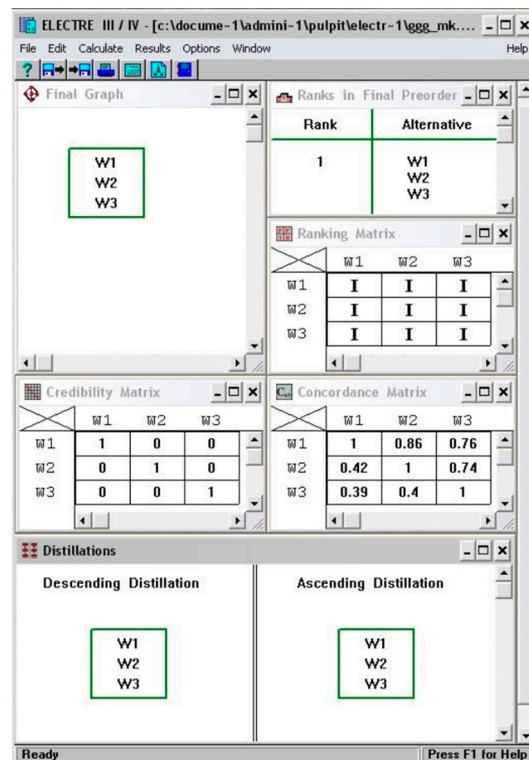 ELECTRE III / IV - [c:\docume~1\admini~1\pulpit\electr~1\ggg_mk....
File Edit Calculate Results Options Window Help
Final Graph
W1
W2
W3
Ranks in Final Preorder
Rank Alternative
1 W1
W2
W3
Ranking Matrix
W1 W2 W3
W1 I I I
W2 I I I
W3 I I I
Credibility Matrix
W1 W2 W3
W1 1 0 0
W2 0 1 0
W3 0 0 1
Concordance Matrix
W1 W2 W3
W1 1 0.86 0.76
W2 0.42 1 0.74
W3 0.39 0.4 1
Distillations
Descending Distillation
W1
W2
W3
Ascending Distillation
W1
W2
W3
Ready Press F1 for Help